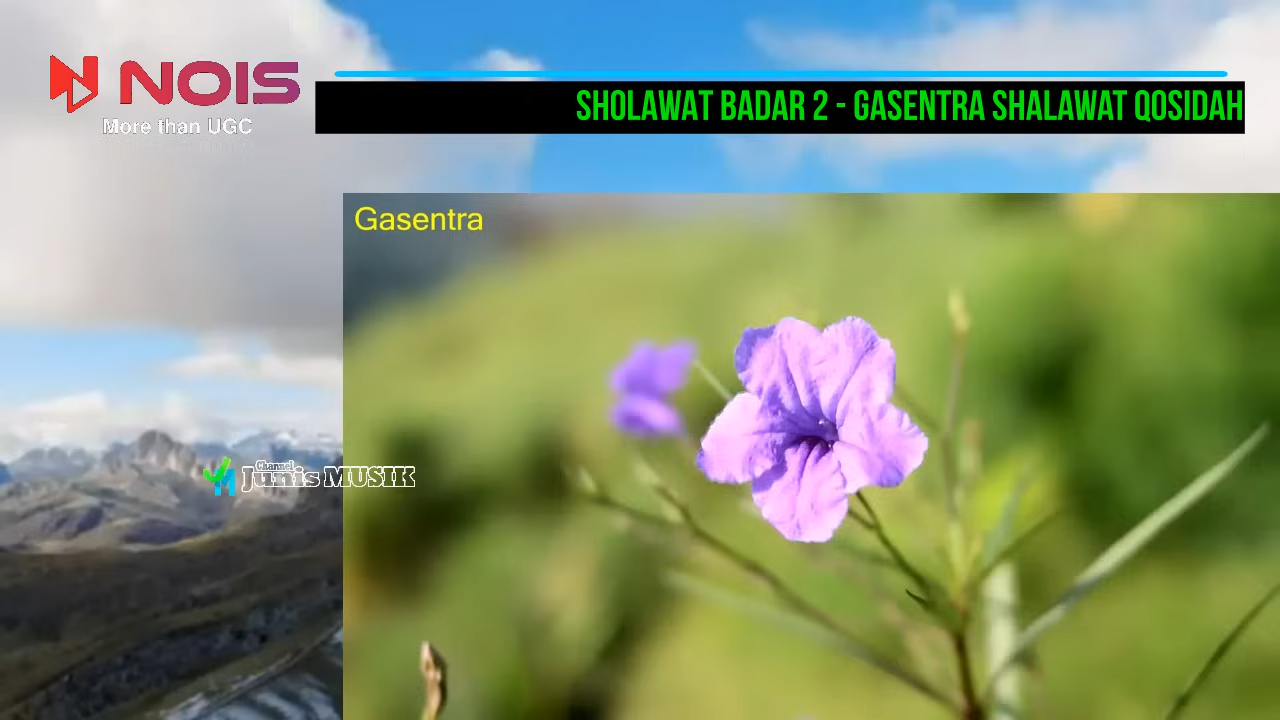 NOIS
More than UGC
SHOLAWAT BADAR 2 - GASENTRA SHALAWAT QOSIDAH
Gasentra
Channel
Junis MUSIK